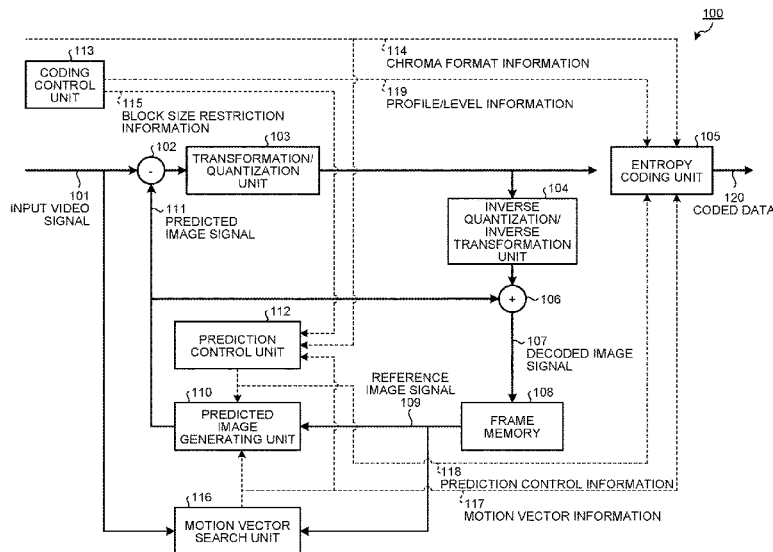 100
113
CODING
CONTROL
UNIT
114
CHROMA FORMAT INFORMATION
119
PROFILE/LEVEL INFORMATION
115
BLOCK SIZE RESTRICTION
INFORMATION
102
-
103
TRANSFORMATION/
QUANTIZATION
UNIT
105
ENTROPY
CODING UNIT
101
INPUT VIDEO
SIGNAL
111
PREDICTED
IMAGE SIGNAL
104
INVERSE
QUANTIZATION/
INVERSE
TRANSFORMATION
UNIT
120
CODED DATA
+
106
112
PREDICTION
CONTROL UNIT
107
DECODED IMAGE
SIGNAL
110
PREDICTED
IMAGE
GENERATING UNIT
REFERENCE
IMAGE SIGNAL
109
108
FRAME
MEMORY
118
PREDICTION CONTROL INFORMATION
117
MOTION VECTOR INFORMATION
116
MOTION VECTOR
SEARCH UNIT